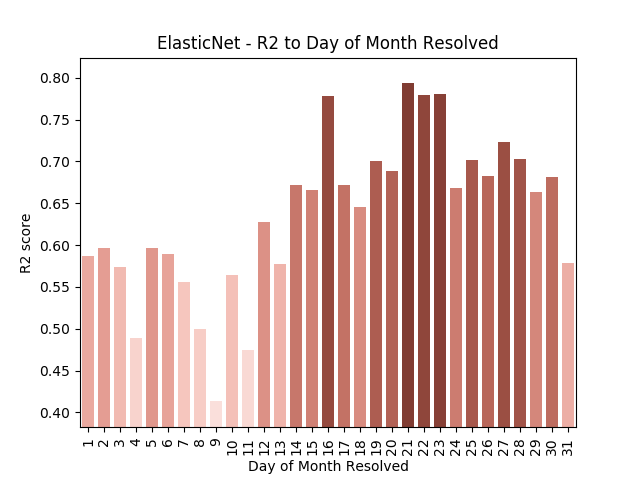 ElasticNet - R2 to Day of Month Resolved
R2 score
0.80
0.75
0.70
0.65
0.60
0.55
0.50
0.45
0.40
1 2 3 4 5 6 7 8 9 10 11 12 13 14 15 16 17 18 19 20 21 22 23 24 25 26 27 28 29 30 31
Day of Month Resolved